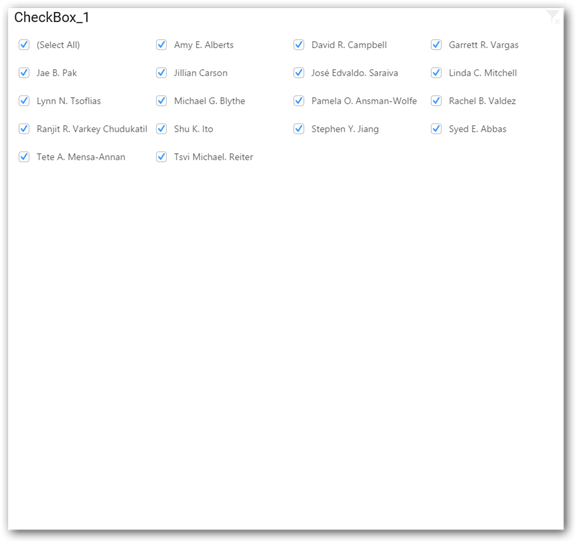 CheckBox_1
(Select All) Amy E. Alberts David R. Campbell Garrett R. Vargas
Jae B. Pak Jillian Carson José Edvaldo. Saraiva Linda C. Mitchell
Lynn N. Tsoflias Michael G. Blythe Pamela O. Ansman-Wolfe Rachel B. Valdez
Ranjit R. Varkey Chudukatil Shu K. Ito Stephen Y. Jiang Syed E. Abbas
Tete A. Mensa-Annan Tsvi Michael. Reiter